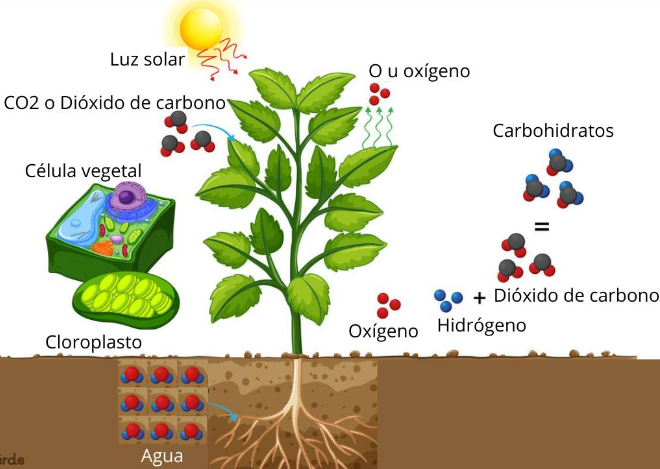 Luz solar
O u oxígeno
CO2 o Dióxido de carbono
Carbohidratos
Célula vegetal
=
+ Dióxido de carbono
Oxígeno
Hidrógeno
Cloroplasto
Agua